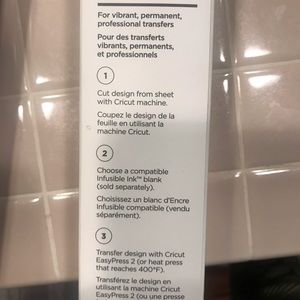 For vibrant, permanent,
professional transfers
Pour des transferts
vibrants, permanents,
et professionnels
1
Cut design from sheet
with Cricut machine.
Coupez le design de la
feuille en utilisant la
machine Cricut.
2
Choose a compatible
Infusible Ink™ blank
(sold separately).
Choisissez un blanc d'Encre
Infusible compatible (vendu
séparément).
3
Transfer design with Cricut
EasyPress 2 (or heat press
that reaches 400°F).
Transférez le design en
utilisant la machine Cricut
EasyPress 2 (ou une presse